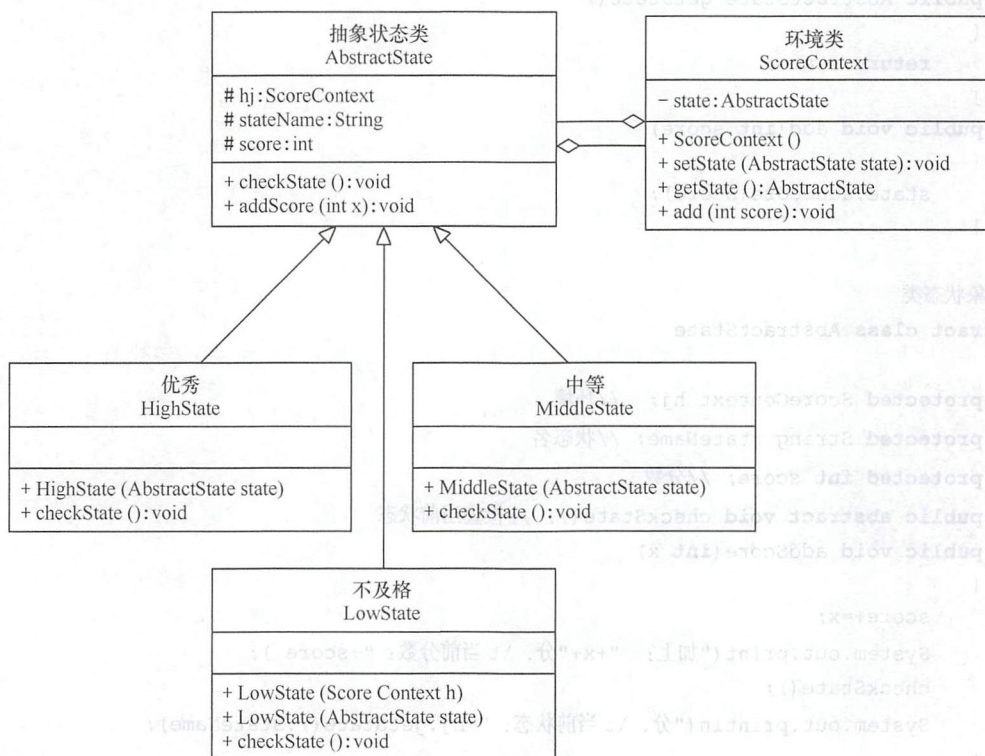 抽象状态类
AbstractState
# hj:ScoreContext
# stateName:String
# score:int
+ checkState ():void
+ addScore (int x):void
环境类
ScoreContext
− state:AbstractState
+ ScoreContext ()
+ setState (AbstractState state):void
+ getState ():AbstractState
+ add (int score):void
优秀
HighState
+ HighState (AbstractState state)
+ checkState ():void
中等
MiddleState
+ MiddleState (AbstractState state)
+ checkState ():void
不及格
LowState
+ LowState (Score Context h)
+ LowState (AbstractState state)
+ checkState ():void